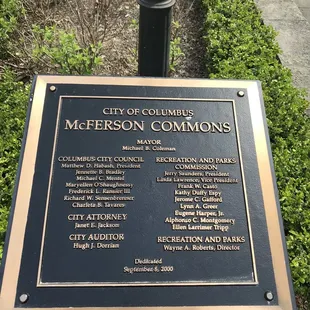 CITY OF COLUMBUS
MCFERSON COMMONS
MAYOR
Michael B. Coleman
COLUMBUS CITY COUNCIL
Matthew D. Habash, President
Jennette B. Bradley
Michael C. Mentel
Maryellen O'Shaughnessy
Frederick L. Ransier III
Richard W. Sensenbrenner
Charleta B. Tavares
CITY ATTORNEY
Janet E. Jackson
CITY AUDITOR
Hugh J. Dorrian
RECREATION AND PARKS
COMMISSION
Jerry Saunders, President
Linda Lawrence, Vice President
Frank W. Casto
Kathy Duffy Espy
Jerome C. Garland
Lynn A. Greer
Eugene Harper, Jr.
Alphonso C. Montgomery
Ellen Larrimer Tripp
RECREATION AND PARKS
Wayne A. Roberts, Director
Dedicated
September 8, 2000